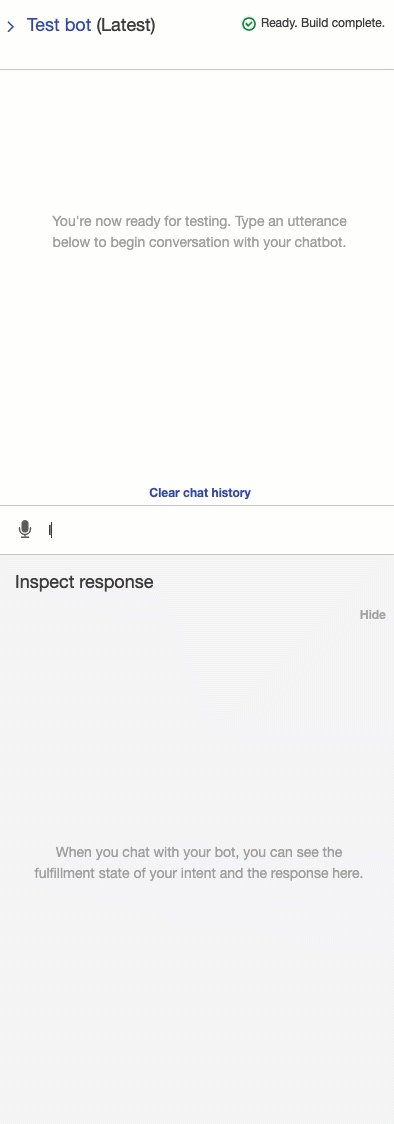 Test bot (Latest)
Ready. Build complete.
You're now ready for testing. Type an utterance
below to begin conversation with your chatbot.
Clear chat history
I
Inspect response
Hide
When you chat with your bot, you can see the
fulfillment state of your intent and the response here.